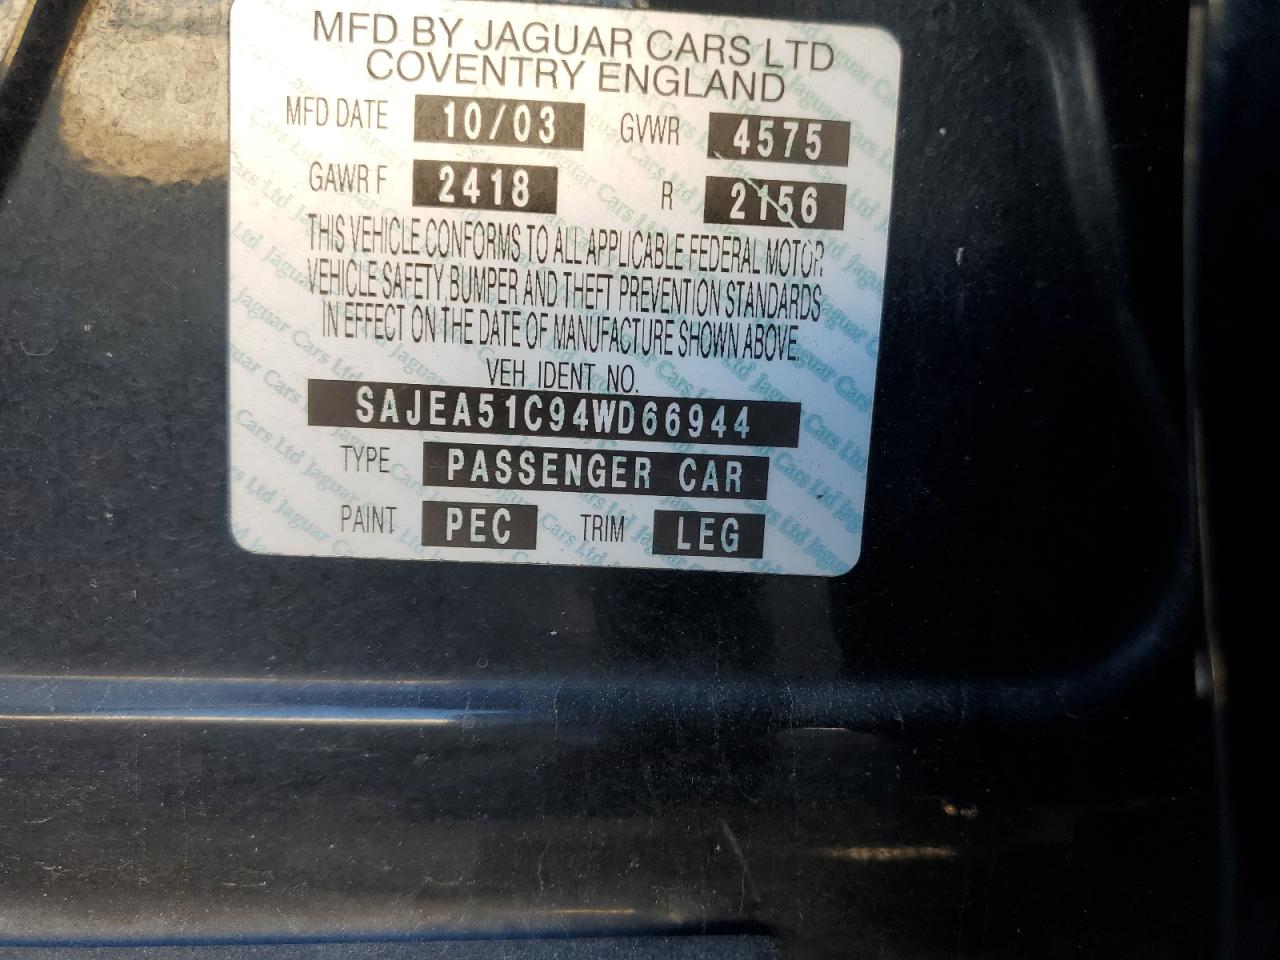 MFD BY JAGUAR CARS LTD
COVENTRY ENGLAND
MFD DATE 10/03 GVWR 4575
GAWR F 2418 R 2156
THIS VEHICLE CONFORMS TO ALL APPLICABLE FEDERAL MOTOR
VEHICLE SAFETY, BUMPER AND THEFT PREVENTION STANDARDS
IN EFFECT ON THE DATE OF MANUFACTURE SHOWN ABOVE.
VEH IDENT NO.
SAJEA51C94WD66944
TYPE PASSENGER CAR
PAINT PEC TRIM LEG